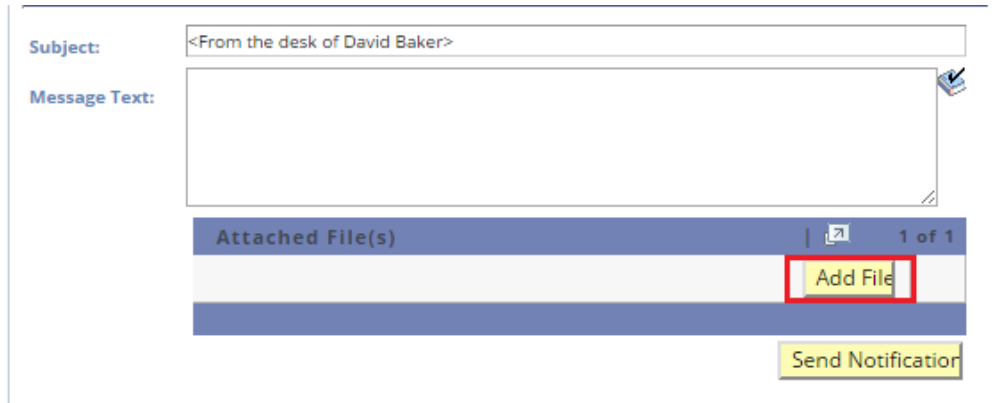 Subject: <From the desk of David Baker>
Message Text:
Attached File(s) | 1 of 1
Add File
Send Notification